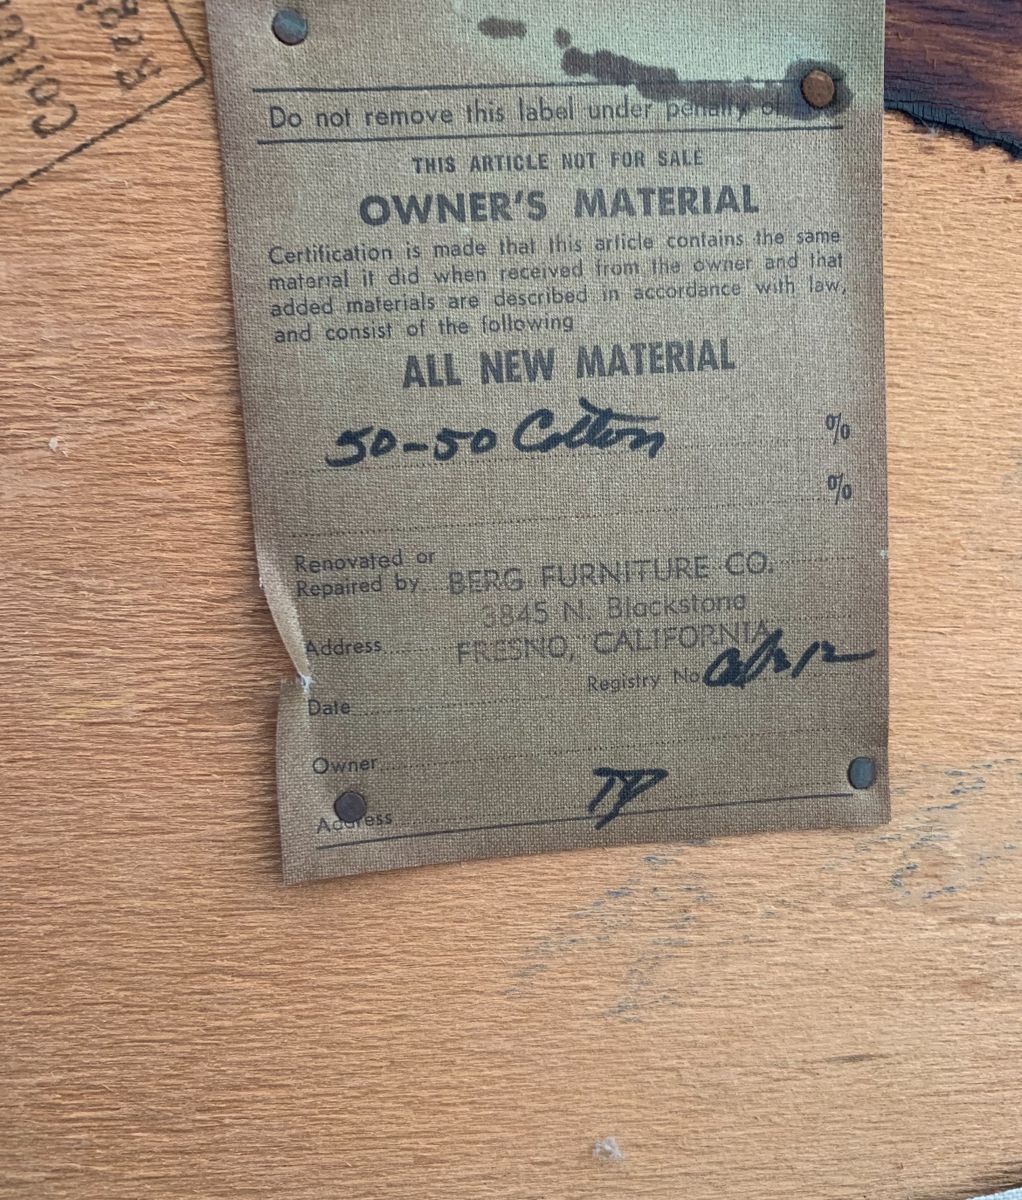 Do not remove this label under penalty of
THIS ARTICLE NOT FOR SALE
OWNER'S MATERIAL
Certification is made that this article contains the same
material it did when received from the owner and that
added materials are described in accordance with law,
and consist of the following
ALL NEW MATERIAL
50-50 Cotton %
%
Renovated or
Repaired by BERG FURNITURE CO.
3845 N. Blackstone
Address FRESNO, CALIFORNIA
Registry No
Date
Owner
Address